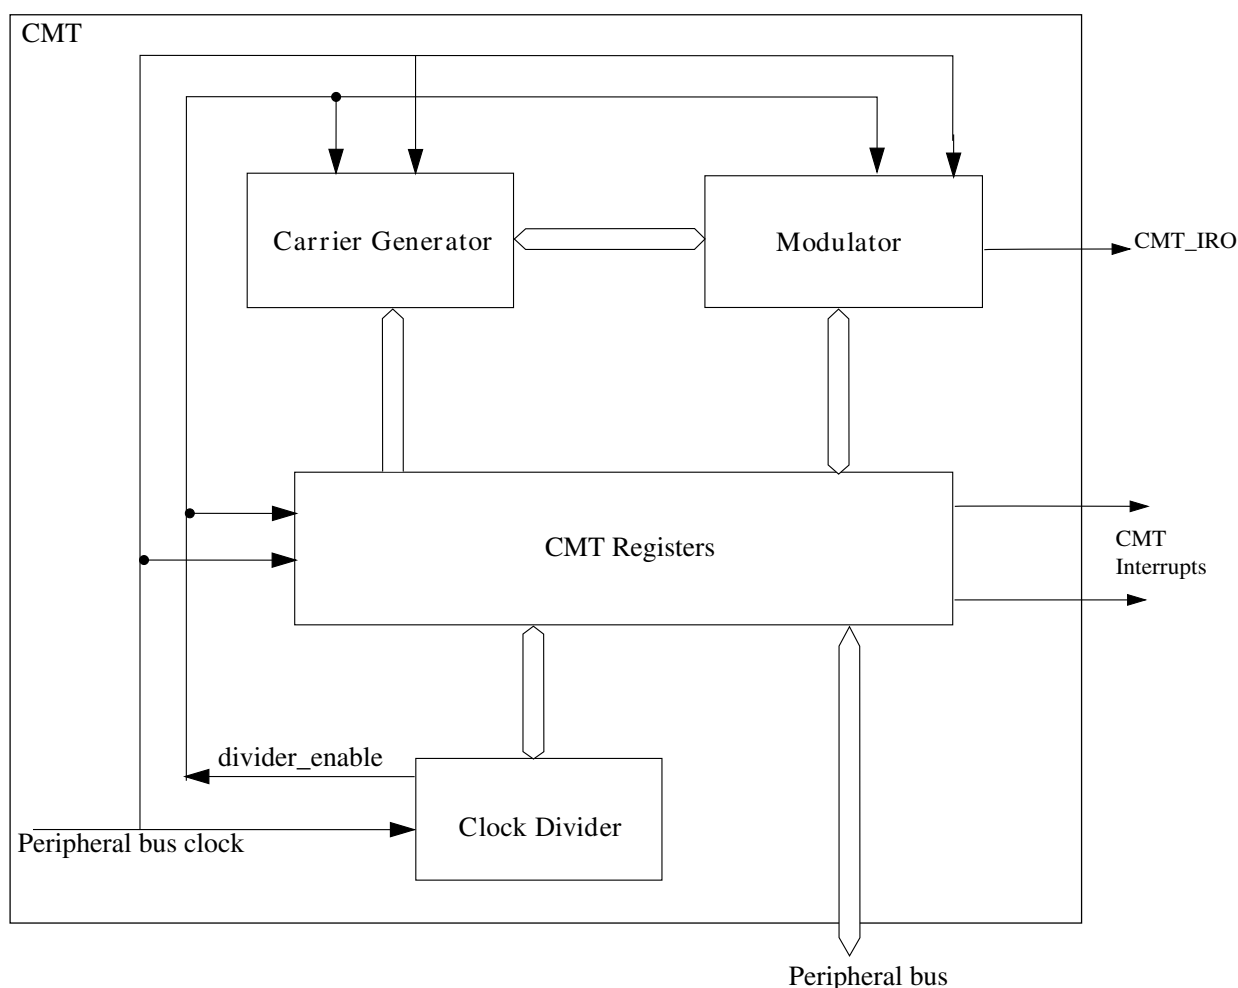 CMT
Carrier Generator
Modulator
CMT_IRO
CMT Registers
CMT
Interrupts
divider_enable
Clock Divider
Peripheral bus clock
Peripheral bus